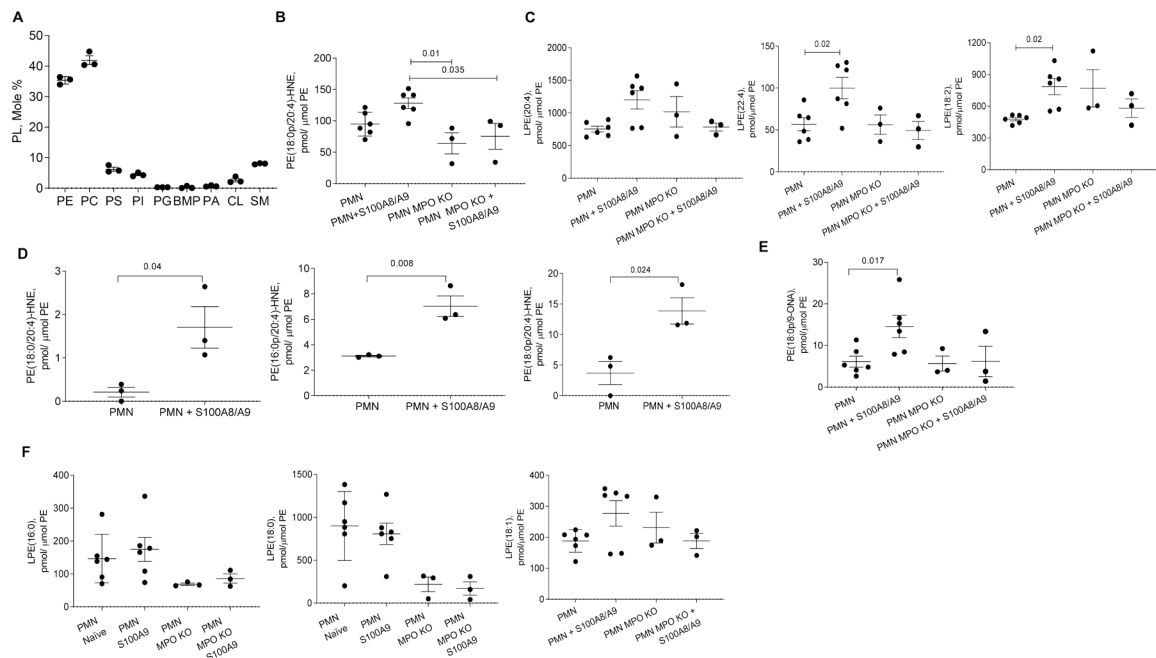 A
PL, Mole %
50
40
30
20
10
0
PE PC PS PI PG BMP PA CL SM
B
PE(18:0p/20:4)-HNE,
pmol/ μmol PE
200
150
100
50
0
0.01
0.035
PMN
PMN+S100A8/A9
PMN MPO KO
PMN MPO KO +
S100A8/A9
C
LPE(20:4),
pmol/ μmol PE
2000
1600
1200
800
400
0
PMN
PMN + S100A8/A9
PMN MPO KO
PMN MPO KO + S100A8/A9
LPE(22:4),
pmol/μmol PE
150
100
50
0
0.02
PMN
PMN + S100A8/A9
PMN MPO KO
PMN MPO KO + S100A8/A9
LPE(18:2),
pmol/μmol PE
1200
900
600
300
0
0.02
PMN
PMN + S100A8/A9
PMN MPO KO
PMN MPO KO + S100A8/A9
D
PE(18:0/20:4)-HNE,
pmol/ μmol PE
3
2
1
0
0.04
PMN
PMN + S100A8/A9
PE(16:0p/20:4)-HNE,
pmol/ μmol PE
10
8
6
4
2
0
0.008
PMN
PMN + S100A8/A9
PE(18:0p/20:4)-HNE,
pmol/ μmol PE
20
15
10
5
0
0.024
PMN
PMN + S100A8/A9
E
PE(18:0p/9-ONA),
pmol/ μmol PE
30
20
10
0
0.017
PMN
PMN + S100A8/A9
PMN MPO KO
PMN MPO KO + S100A8/A9
F
LPE(16:0),
pmol/ μmol PE
400
300
200
100
0
PMN
Naïve
PMN
S100A9
PMN
MPO KO
PMN
MPO KO
S100A9
LPE(18:0),
pmol/μmol PE
1500
1000
500
0
PMN
Naïve
PMN
S100A9
PMN
MPO KO
PMN
MPO KO
S100A9
LPE(18:1),
pmol/μmol PE
400
300
200
100
0
PMN
PMN + S100A8/A9
PMN MPO KO
PMN MPO KO +
S100A8/A9